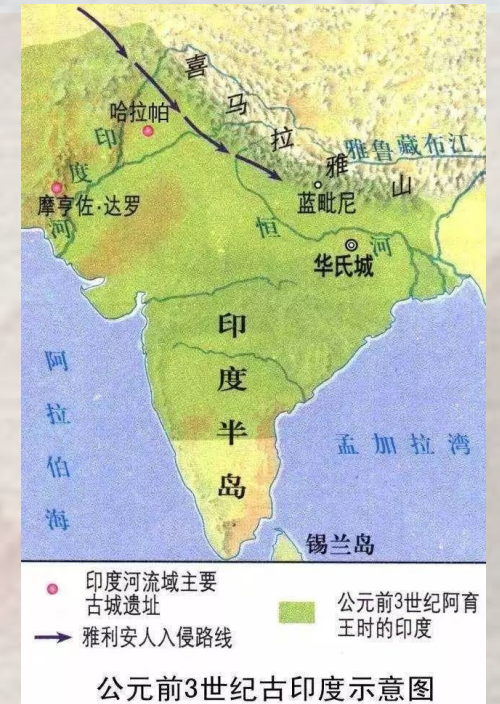 喜马拉雅山
哈拉帕
印度河
雅鲁藏布江
摩亨佐·达罗
蓝毗尼
恒河
华氏城
印度半岛
阿拉伯海
孟加拉湾
锡兰岛
印度河流域主要
古城遗址
雅利安人入侵路线
公元前3世纪阿育
王时的印度
公元前3世纪古印度示意图